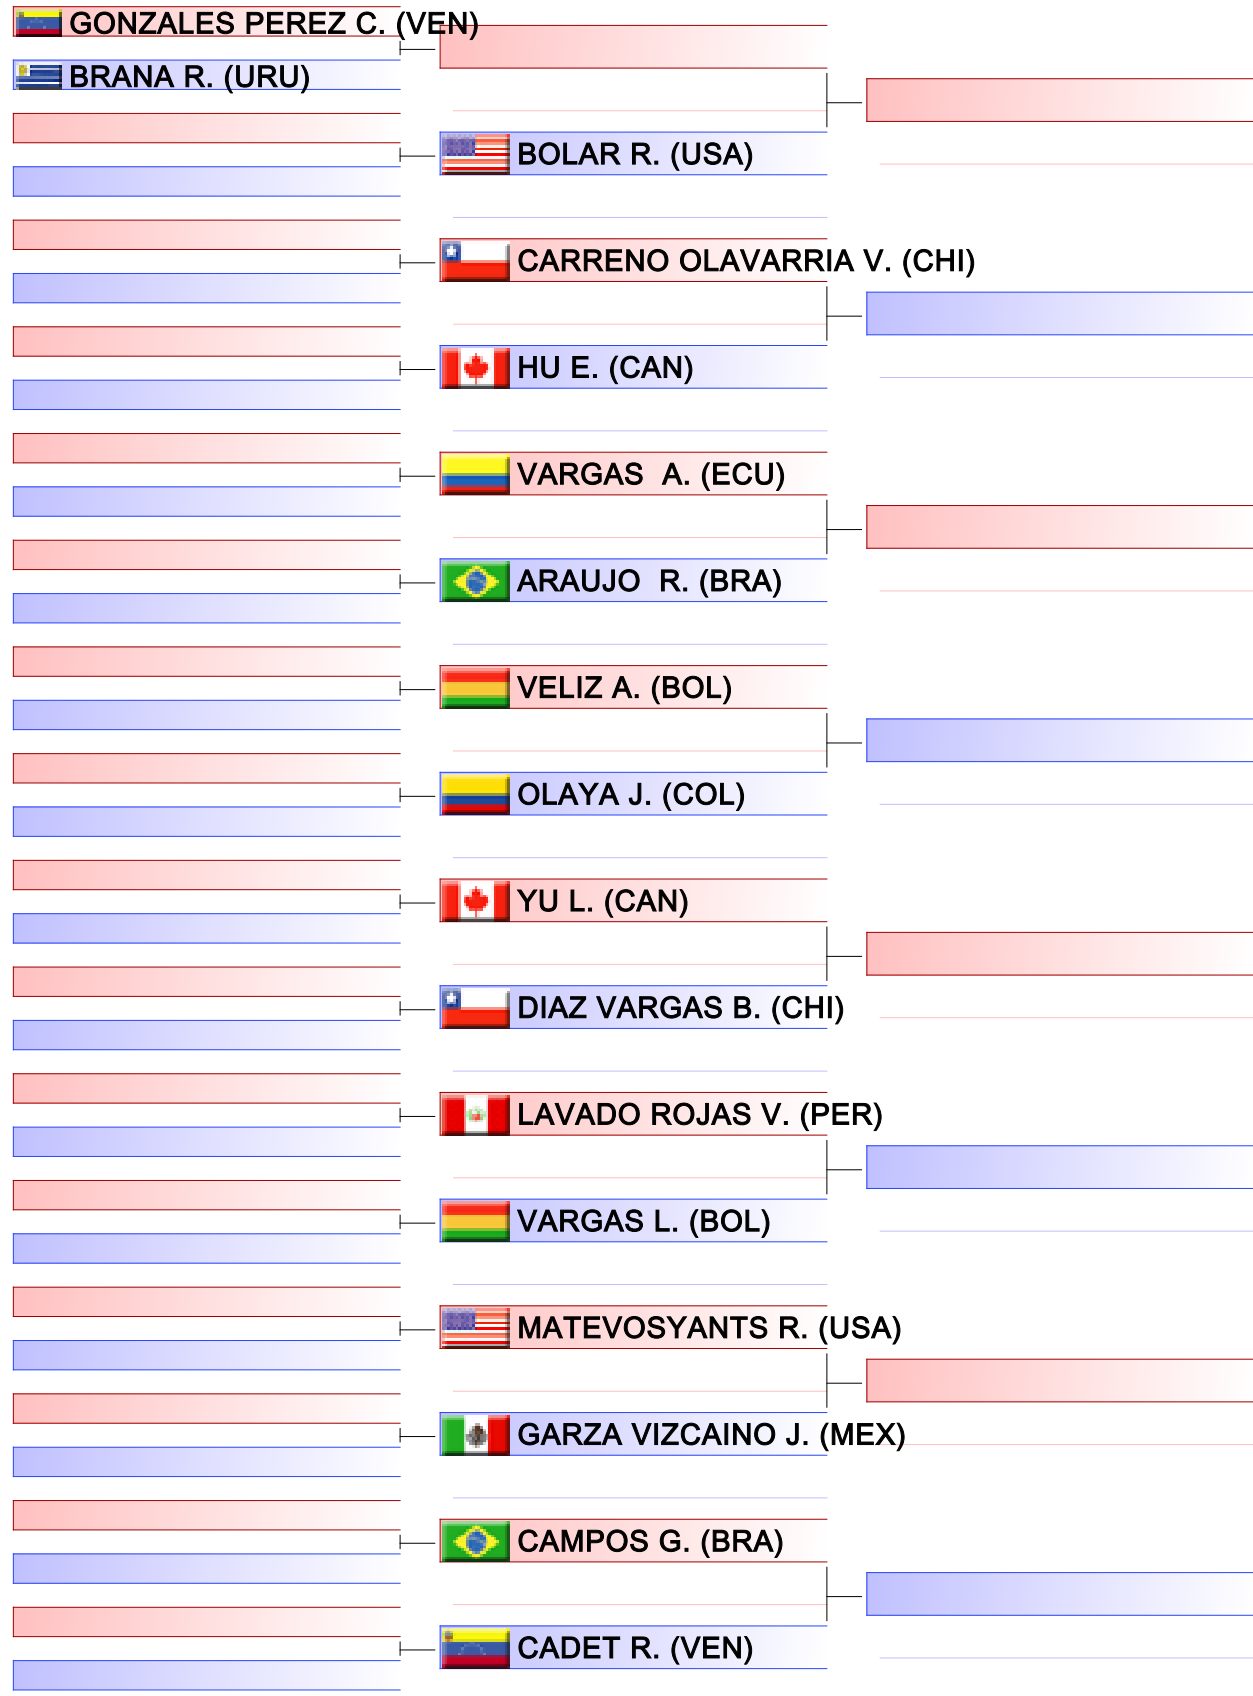 GONZALES PEREZ C. (VEN)
BRANA R. (URU)
BOLAR R. (USA)
CARRENO OLAVARRIA V. (CHI)
HU E. (CAN)
VARGAS  A. (ECU)
ARAUJO  R. (BRA)
VELIZ A. (BOL)
OLAYA J. (COL)
YU L. (CAN)
DIAZ VARGAS B. (CHI)
LAVADO ROJAS V. (PER)
VARGAS L. (BOL)
MATEVOSYANTS R. (USA)
GARZA VIZCAINO J. (MEX)
CAMPOS G. (BRA)
CADET R. (VEN)